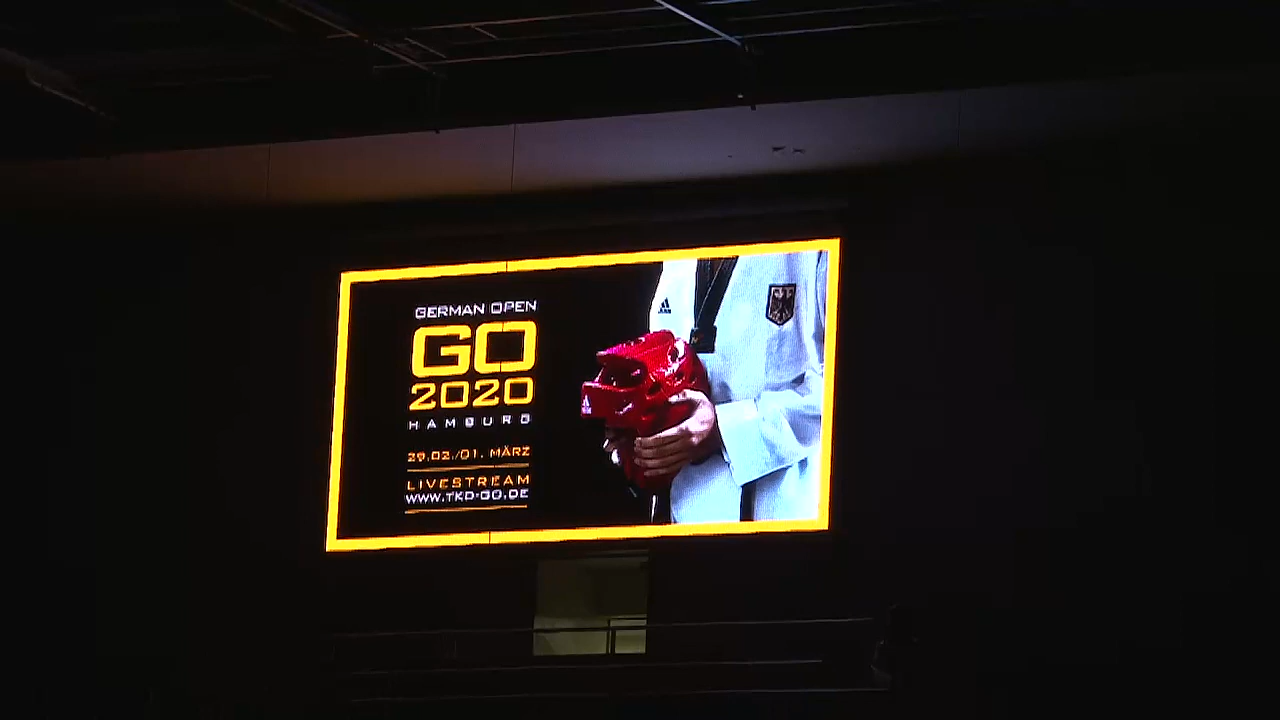 GERMAN OPEN
GO
2020
HAMBURG
29.02./01. MÄRZ
LIVESTREAM
WWW.TKD-GO.DE